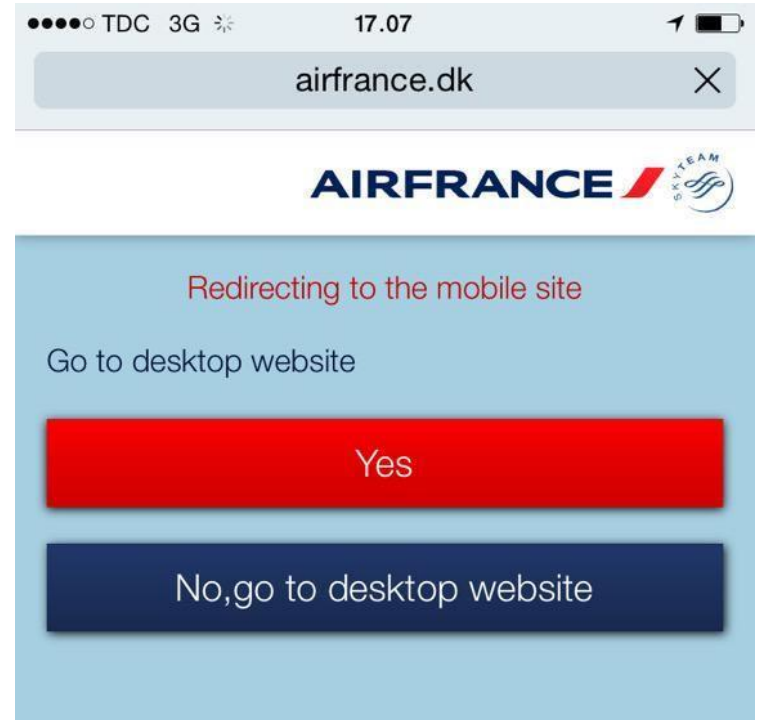 TDC 3G 17.07
airfrance.dk
AIRFRANCE SKYTEAM
Redirecting to the mobile site
Go to desktop website
Yes
No,go to desktop website